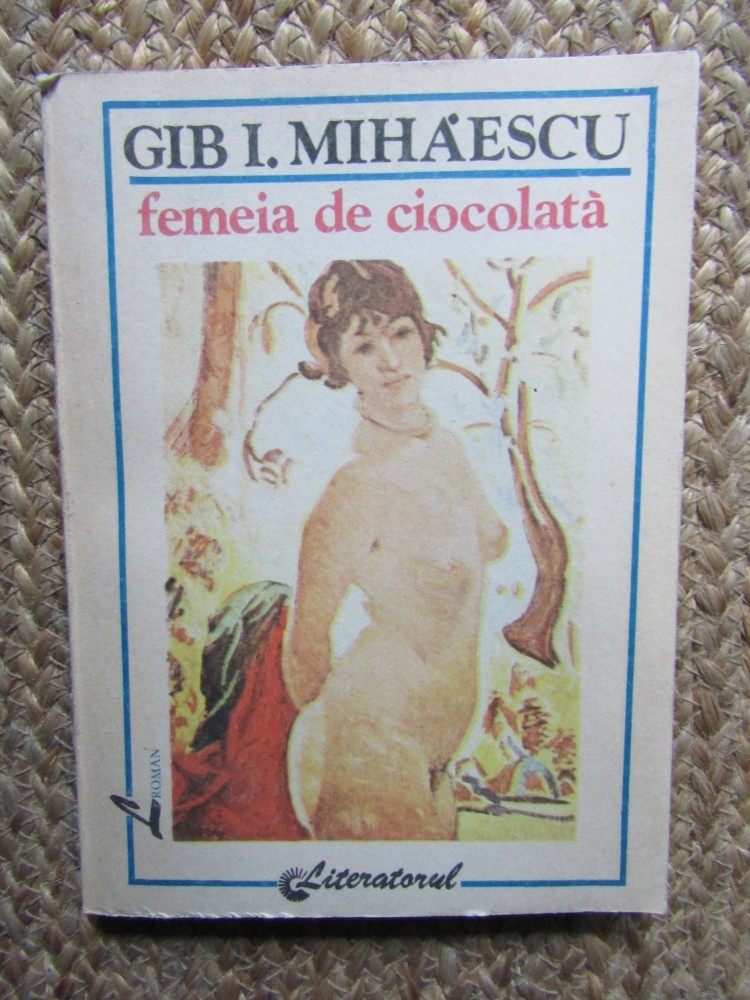 GIB I. MIHĂESCU
femeia de ciocolată
ROMAN
Literatorul